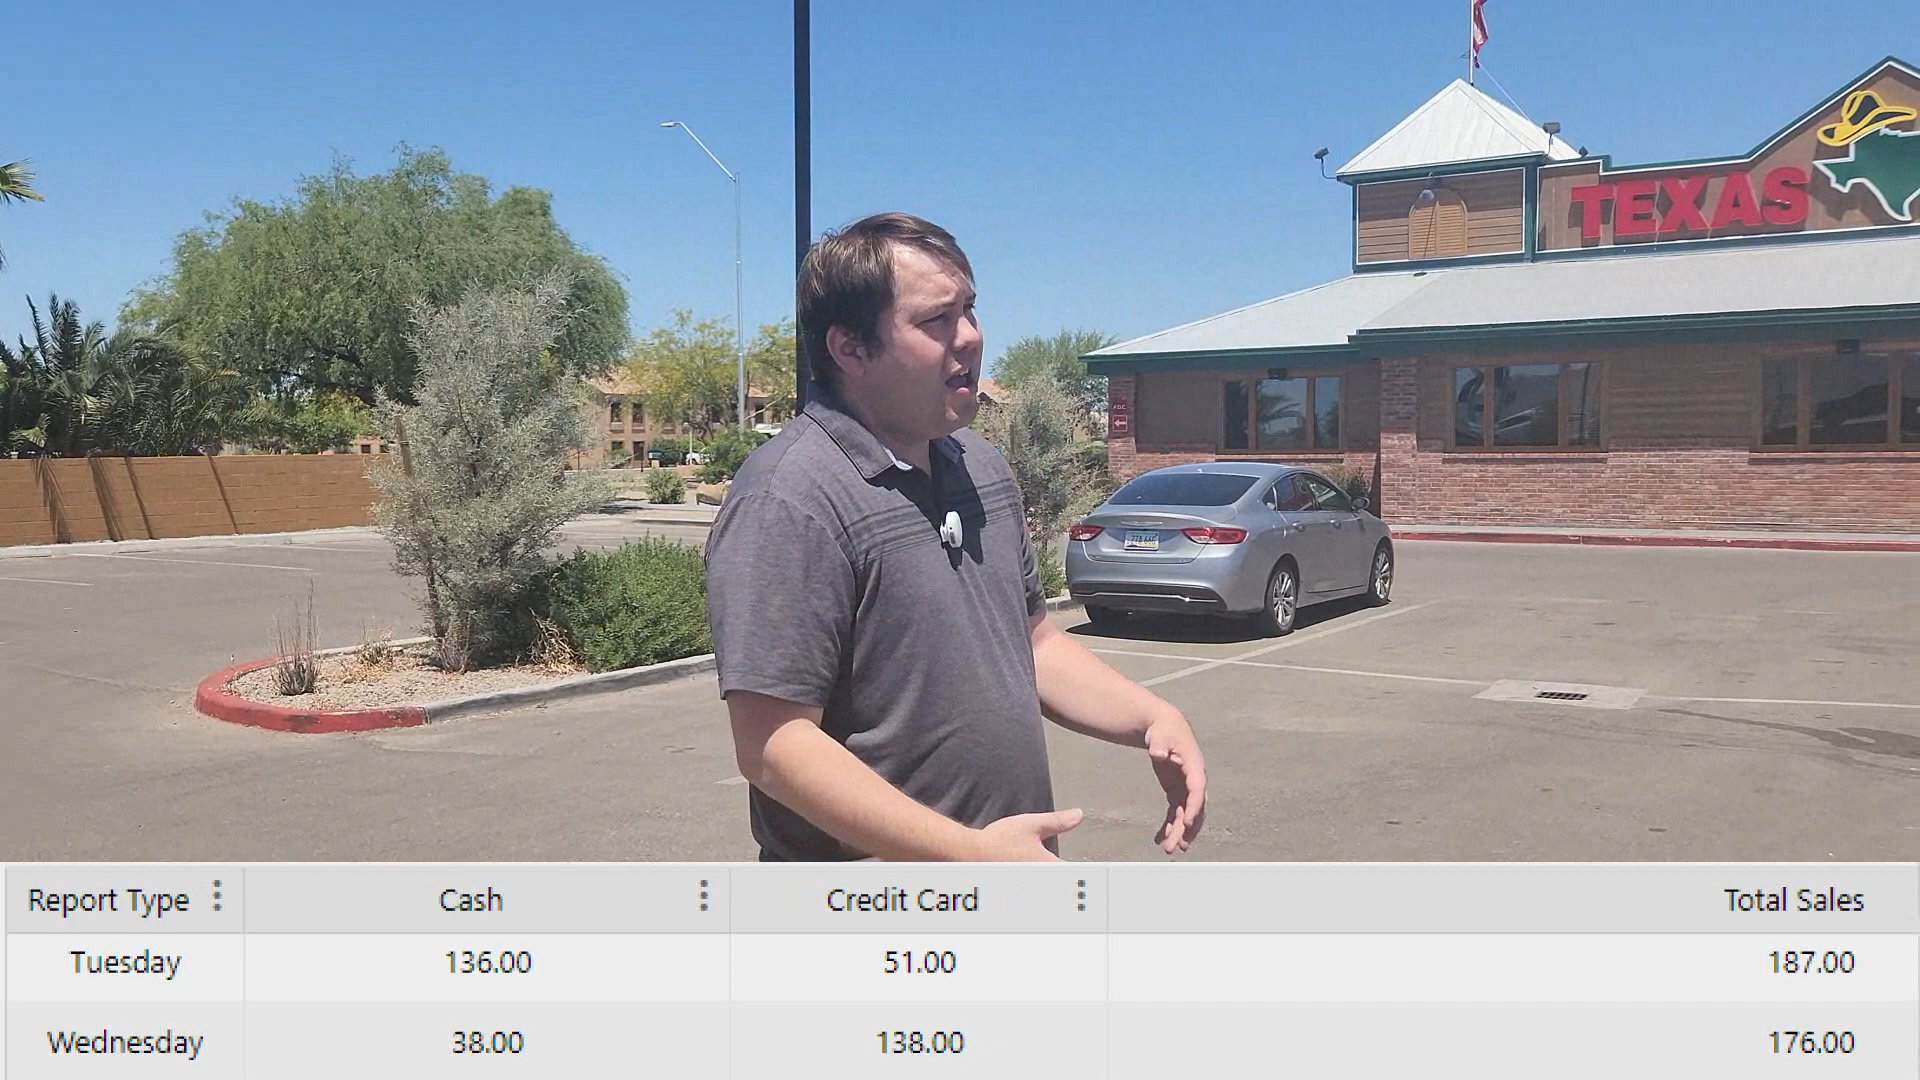 TEXAS
Report Type Cash Credit Card Total Sales
Tuesday 136.00 51.00 187.00
Wednesday 38.00 138.00 176.00